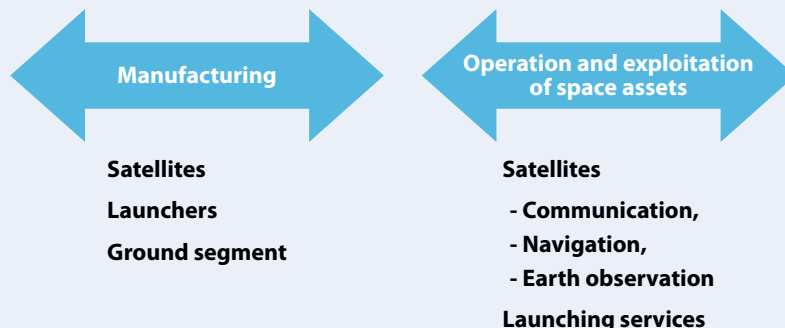 Manufacturing
Satellites
Launchers
Ground segment
Operation and exploitation
of space assets
Satellites
- Communication,
- Navigation,
- Earth observation
Launching services